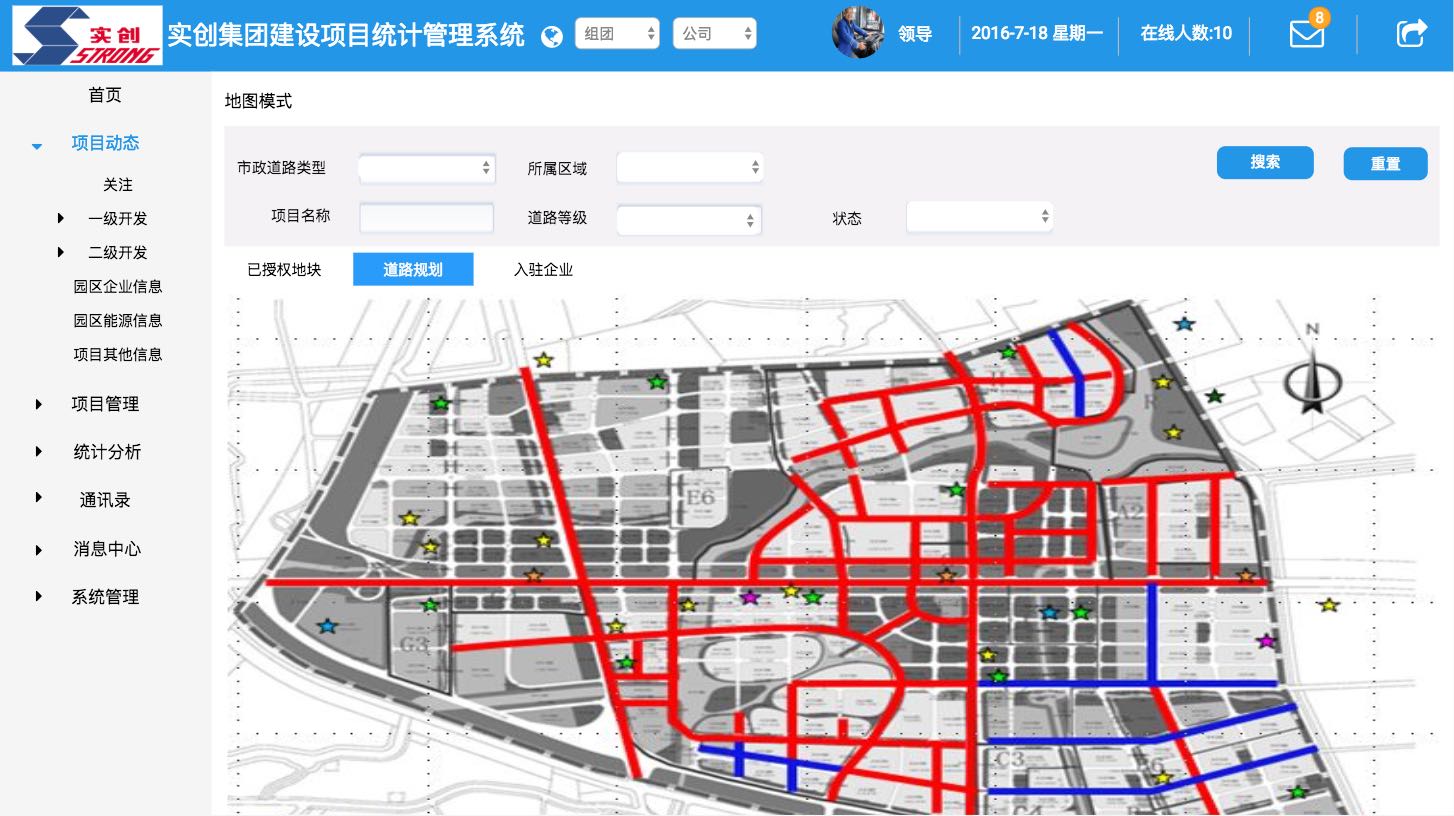 实创
STRONG
实创集团建设项目统计管理系统
组团
公司
领导
2016-7-18 星期一
在线人数:10
8
首页
项目动态
关注
一级开发
二级开发
园区企业信息
园区能源信息
项目其他信息
项目管理
统计分析
通讯录
消息中心
系统管理
地图模式
市政道路类型
所属区域
搜索
重置
项目名称
道路等级
状态
已授权地块
道路规划
入驻企业
N
R
E6
A2
1
G3
C3